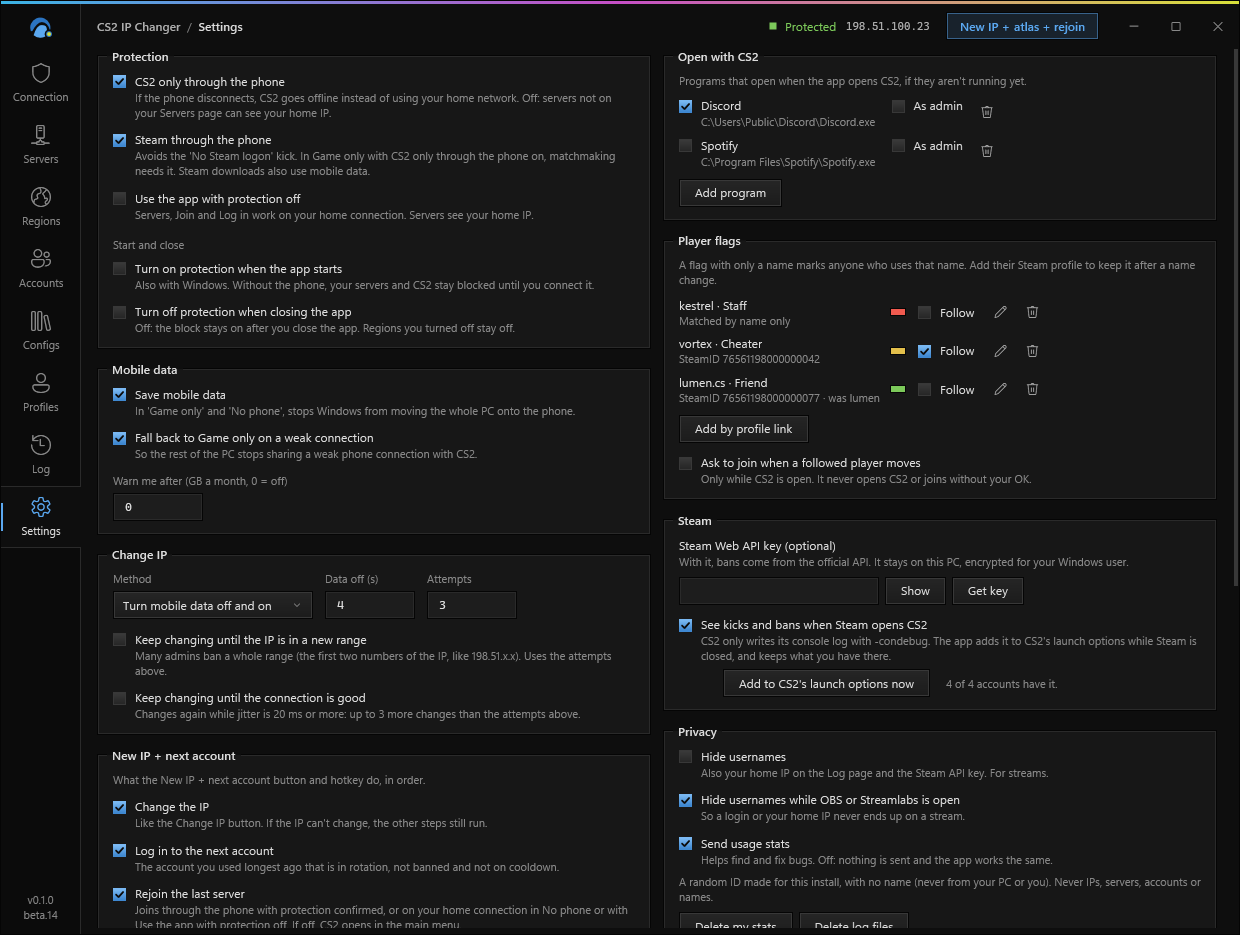 CS2 IP Changer / Settings
Protected 198.51.100.23
New IP + atlas + rejoin
Connection
Servers
Regions
Accounts
Configs
Profiles
Log
Settings
v0.1.0
beta.14
Protection
CS2 only through the phone
If the phone disconnects, CS2 goes offline instead of using your home network. Off: servers not on
your Servers page can see your home IP.
Steam through the phone
Avoids the 'No Steam logon' kick. In Game only with CS2 only through the phone on, matchmaking
needs it. Steam downloads also use mobile data.
Use the app with protection off
Servers, Join and Log in work on your home connection. Servers see your home IP.
Start and close
Turn on protection when the app starts
Also with Windows. Without the phone, your servers and CS2 stay blocked until you connect it.
Turn off protection when closing the app
Off: the block stays on after you close the app. Regions you turned off stay off.
Mobile data
Save mobile data
In 'Game only' and 'No phone', stops Windows from moving the whole PC onto the phone.
Fall back to Game only on a weak connection
So the rest of the PC stops sharing a weak phone connection with CS2.
Warn me after (GB a month, 0 = off)
0
Change IP
Method Data off (s) Attempts
Turn mobile data off and on 4 3
Keep changing until the IP is in a new range
Many admins ban a whole range (the first two numbers of the IP, like 198.51.x.x). Uses the attempts
above.
Keep changing until the connection is good
Changes again while jitter is 20 ms or more: up to 3 more changes than the attempts above.
New IP + next account
What the New IP + next account button and hotkey do, in order.
Change the IP
Like the Change IP button. If the IP can't change, the other steps still run.
Log in to the next account
The account you used longest ago that is in rotation, not banned and not on cooldown.
Rejoin the last server
Joins through the phone with protection confirmed, or on your home connection in No phone or with
Use the app with protection off. If off, CS2 opens in the main menu.
Open with CS2
Programs that open when the app opens CS2, if they aren't running yet.
Discord As admin
C:\Users\Public\Discord\Discord.exe
Spotify As admin
C:\Program Files\Spotify\Spotify.exe
Add program
Player flags
A flag with only a name marks anyone who uses that name. Add their Steam profile to keep it after a name
change.
kestrel · Staff Follow
Matched by name only
vortex · Cheater Follow
SteamID 76561198000000042
lumen.cs · Friend Follow
SteamID 76561198000000077 · was lumen
Add by profile link
Ask to join when a followed player moves
Only while CS2 is open. It never opens CS2 or joins without your OK.
Steam
Steam Web API key (optional)
With it, bans come from the official API. It stays on this PC, encrypted for your Windows user.
Show Get key
See kicks and bans when Steam opens CS2
CS2 only writes its console log with -condebug. The app adds it to CS2's launch options while Steam is
closed, and keeps what you have there.
Add to CS2's launch options now 4 of 4 accounts have it.
Privacy
Hide usernames
Also your home IP on the Log page and the Steam API key. For streams.
Hide usernames while OBS or Streamlabs is open
So a login or your home IP never ends up on a stream.
Send usage stats
Helps find and fix bugs. Off: nothing is sent and the app works the same.
A random ID made for this install, with no name (never from your PC or you). Never IPs, servers, accounts or
names.
Delete my stats Delete log files